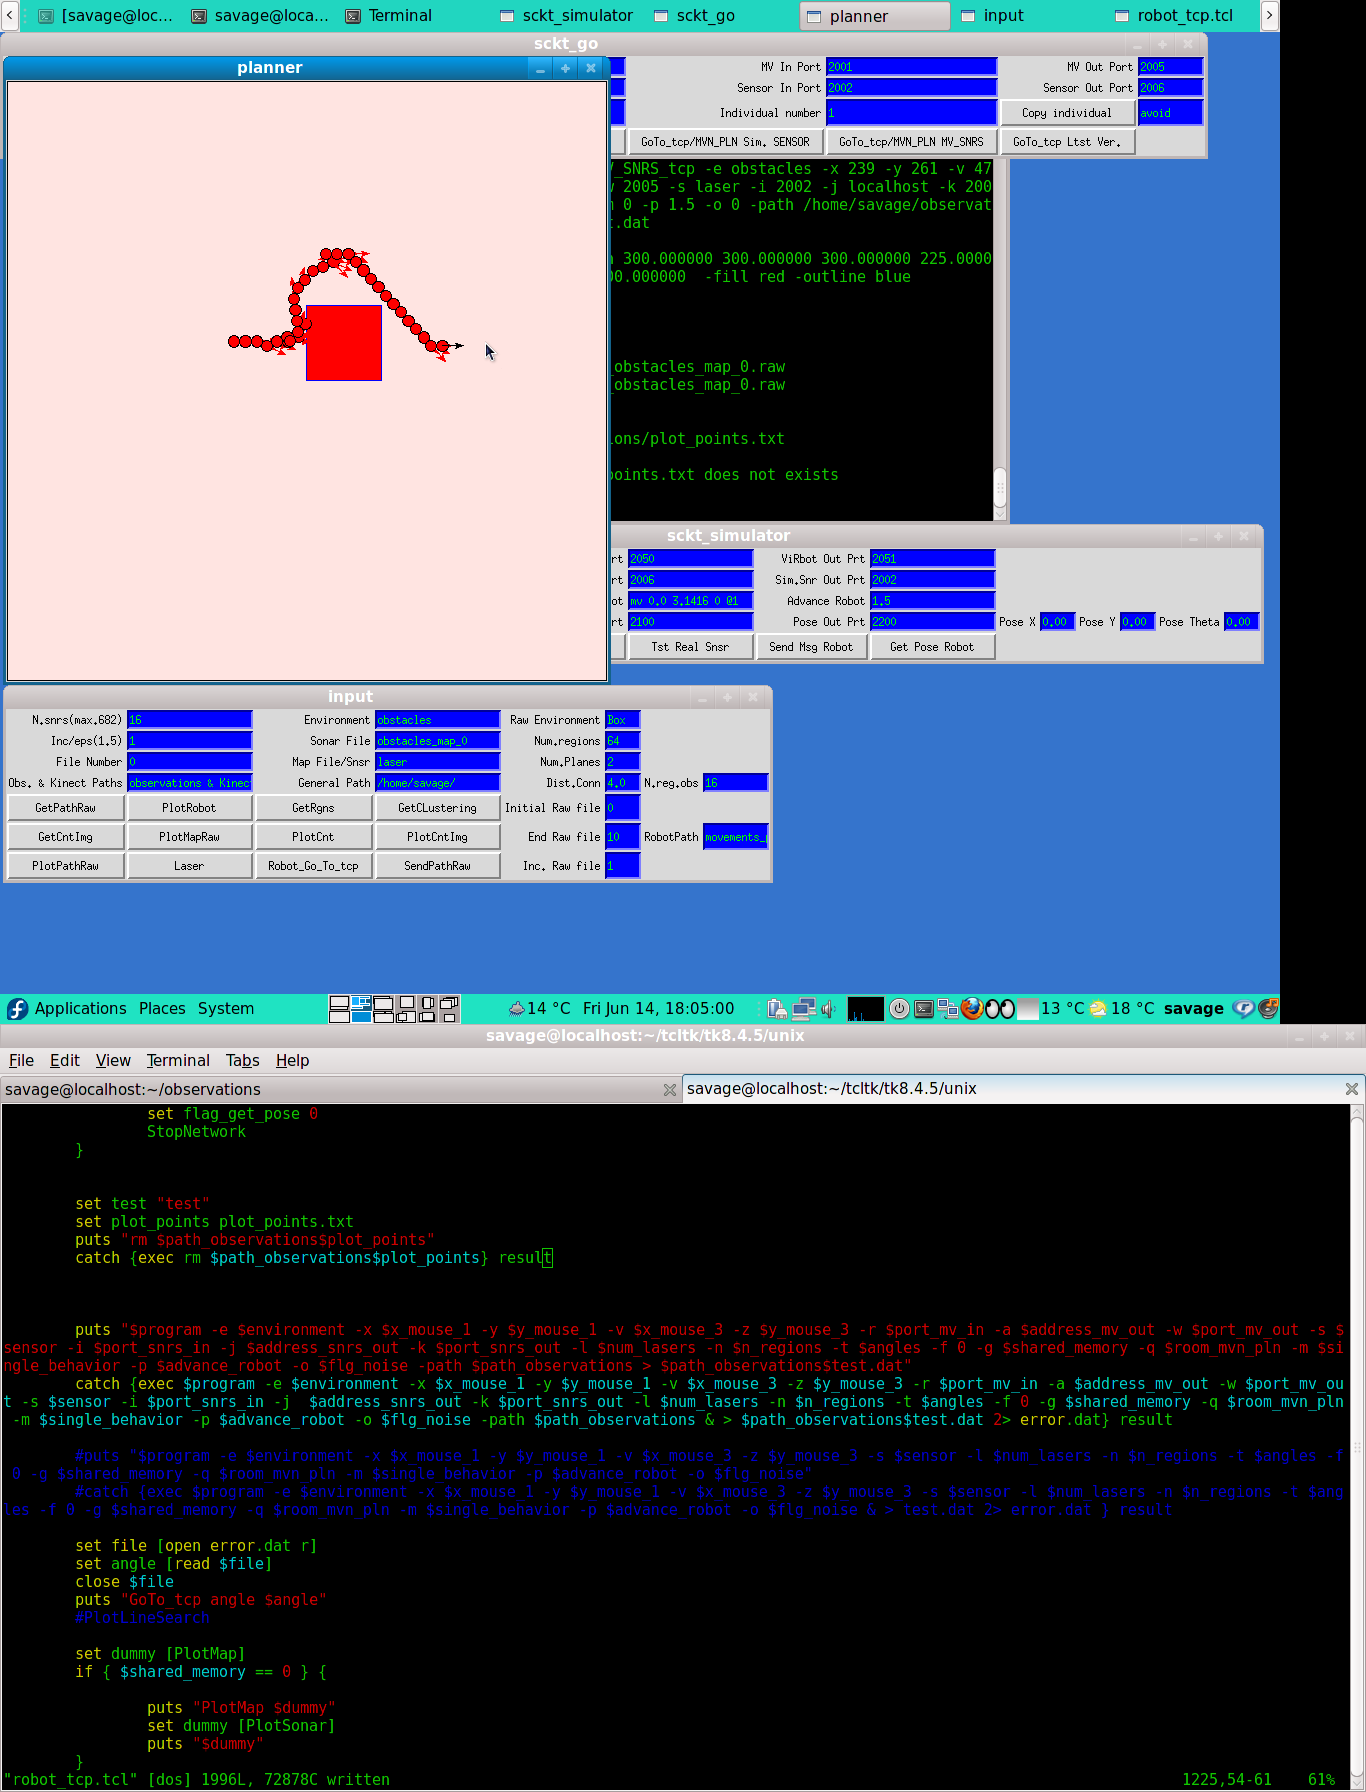 [savage@loc... savage@loca... Terminal sckt_simulator sckt_go planner input robot_tcp.tcl
sckt_go
planner
MV In Port 2001 MV Out Port 2005
Sensor In Port 2002 Sensor Out Port 2006
Individual number 1 Copy individual avoid
GoTo_tcp/MVN_PLN Sim. SENSOR GoTo_tcp/MVN_PLN MV_SNRS GoTo_tcp Ltst Ver.
_SNRS_tcp -e obstacles -x 239 -y 261 -v 47
2005 -s laser -i 2002 -j localhost -k 200
0 -p 1.5 -o 0 -path /home/savage/observat
.dat
300.000000 300.000000 300.000000 225.0000
00.000000  -fill red -outline blue
obstacles_map_0.raw
obstacles_map_0.raw
ons/plot_points.txt
points.txt does not exists
sckt_simulator
rt 2050 ViRbot Out Prt 2051
rt 2006 Sim.Snr Out Prt 2002
ot mv 0.0 3.1416 0 @1 Advance Robot 1.5
rt 2100 Pose Out Prt 2200 Pose X 0.00 Pose Y 0.00 Pose Theta 0.00
Tst Real Snsr Send Msg Robot Get Pose Robot
input
N.snrs(max.682) 16 Environment obstacles Raw Environment Box
Inc/eps(1.5) 1 Sonar File obstacles_map_0 Num.regions 64
File Number 0 Map File/Snsr laser Num.Planes 2
Obs. & Kinect Paths observations & Kinec General Path /home/savage/ Dist.Conn 4.0 N.reg.obs 16
GetPathRaw PlotRobot GetRgns GetCLustering Initial Raw file 0
GetCntImg PlotMapRaw PlotCnt PlotCntImg End Raw file 10 RobotPath movements_p
PlotPathRaw Laser Robot_Go_To_tcp SendPathRaw Inc. Raw file 1
Applications Places System 14 °C Fri Jun 14, 18:05:00 13 °C 18 °C savage
savage@localhost:~/tcltk/tk8.4.5/unix
File Edit View Terminal Tabs Help
savage@localhost:~/observations savage@localhost:~/tcltk/tk8.4.5/unix
set flag_get_pose 0
StopNetwork
}
set test "test"
set plot_points plot_points.txt
puts "rm $path_observations$plot_points"
catch {exec rm $path_observations$plot_points} result
puts "$program -e $environment -x $x_mouse_1 -y $y_mouse_1 -v $x_mouse_3 -z $y_mouse_3 -r $port_mv_in -a $address_mv_out -w $port_mv_out -s $
sensor -i $port_snrs_in -j $address_snrs_out -k $port_snrs_out -l $num_lasers -n $n_regions -t $angles -f 0 -g $shared_memory -q $room_mvn_pln -m $si
ngle_behavior -p $advance_robot -o $flg_noise -path $path_observations > $path_observations$test.dat"
catch {exec $program -e $environment -x $x_mouse_1 -y $y_mouse_1 -v $x_mouse_3 -z $y_mouse_3 -r $port_mv_in -a $address_mv_out -w $port_mv_ou
t -s $sensor -i $port_snrs_in -j  $address_snrs_out -k $port_snrs_out -l $num_lasers -n $n_regions -t $angles -f 0 -g $shared_memory -q $room_mvn_pln
-m $single_behavior -p $advance_robot -o $flg_noise -path $path_observations & > $path_observations$test.dat 2> error.dat} result
#puts "$program -e $environment -x $x_mouse_1 -y $y_mouse_1 -v $x_mouse_3 -z $y_mouse_3 -s $sensor -l $num_lasers -n $n_regions -t $angles -f
0 -g $shared_memory -q $room_mvn_pln -m $single_behavior -p $advance_robot -o $flg_noise"
#catch {exec $program -e $environment -x $x_mouse_1 -y $y_mouse_1 -v $x_mouse_3 -z $y_mouse_3 -s $sensor -l $num_lasers -n $n_regions -t $ang
les -f 0 -g $shared_memory -q $room_mvn_pln -m $single_behavior -p $advance_robot -o $flg_noise & > test.dat 2> error.dat } result
set file [open error.dat r]
set angle [read $file]
close $file
puts "GoTo_tcp angle $angle"
#PlotLineSearch
set dummy [PlotMap]
if { $shared_memory == 0 } {
puts "PlotMap $dummy"
set dummy [PlotSonar]
puts "$dummy"
}
"robot_tcp.tcl" [dos] 1996L, 72878C written 1225,54-61 61%